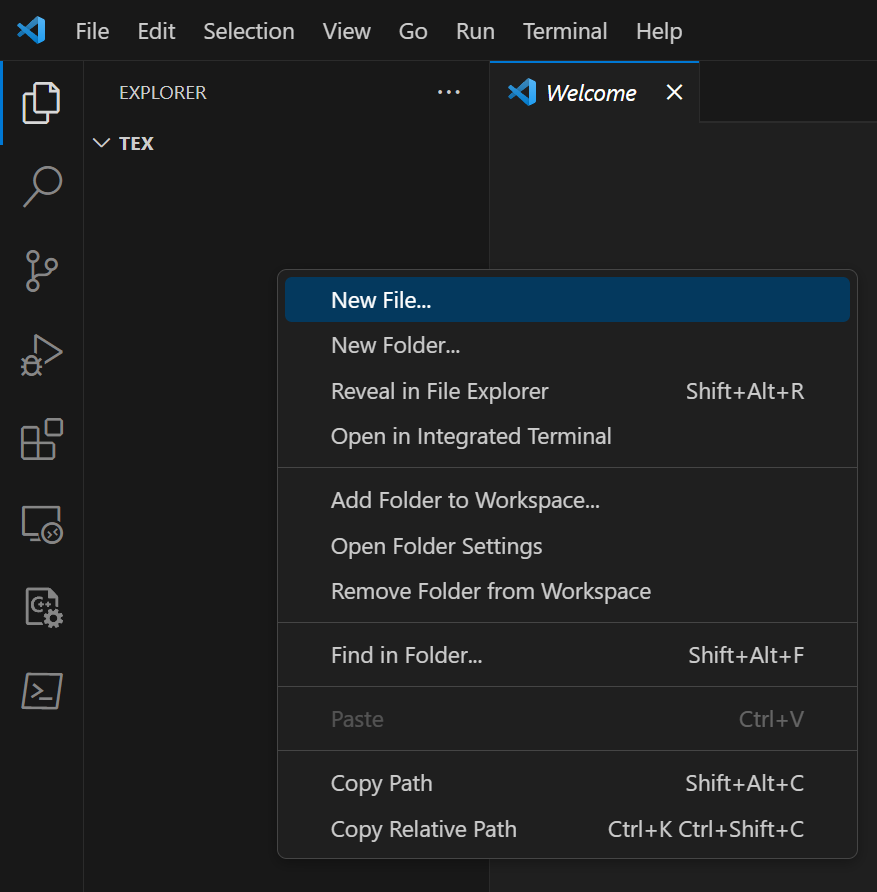 File Edit Selection View Go Run Terminal Help
EXPLORER ··· Welcome
TEX
New File...
New Folder...
Reveal in File Explorer Shift+Alt+R
Open in Integrated Terminal
Add Folder to Workspace...
Open Folder Settings
Remove Folder from Workspace
Find in Folder... Shift+Alt+F
Paste Ctrl+V
Copy Path Shift+Alt+C
Copy Relative Path Ctrl+K Ctrl+Shift+C